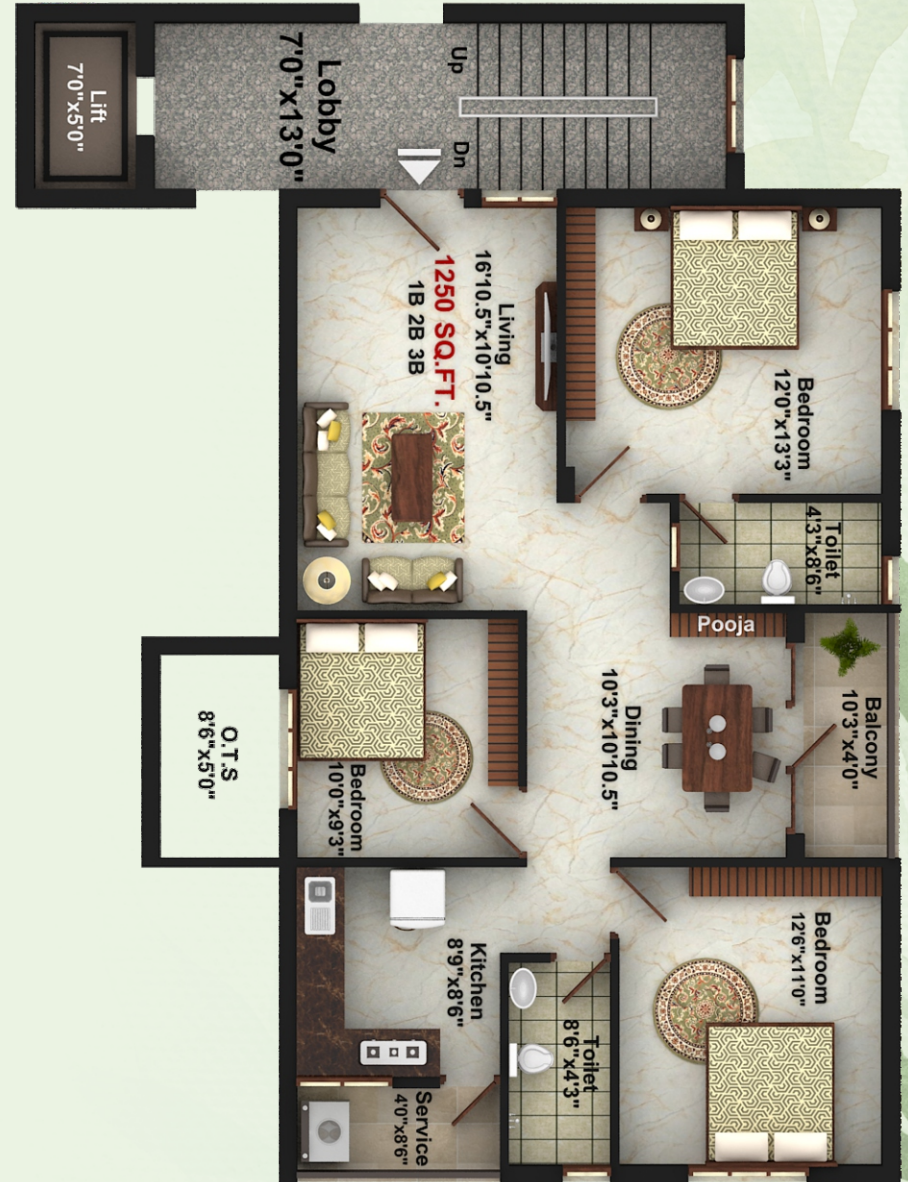 Lift
7'0"x5'0"
Lobby
7'0"x13'0"
Up
Dn
Living
16'10.5"x10'10.5"
1250 SQ.FT.
1B 2B 3B
Bedroom
12'0"x13'3"
Toilet
4'3"x8'6"
Pooja
Balcony
10'3"x4'0"
Dining
10'3"x10'10.5"
O.T.S
8'6"x5'0"
Bedroom
10'0"x9'3"
Kitchen
8'9"x8'6"
Toilet
8'6"x4'3"
Bedroom
12'6"x11'0"
Service
4'0"x8'6"